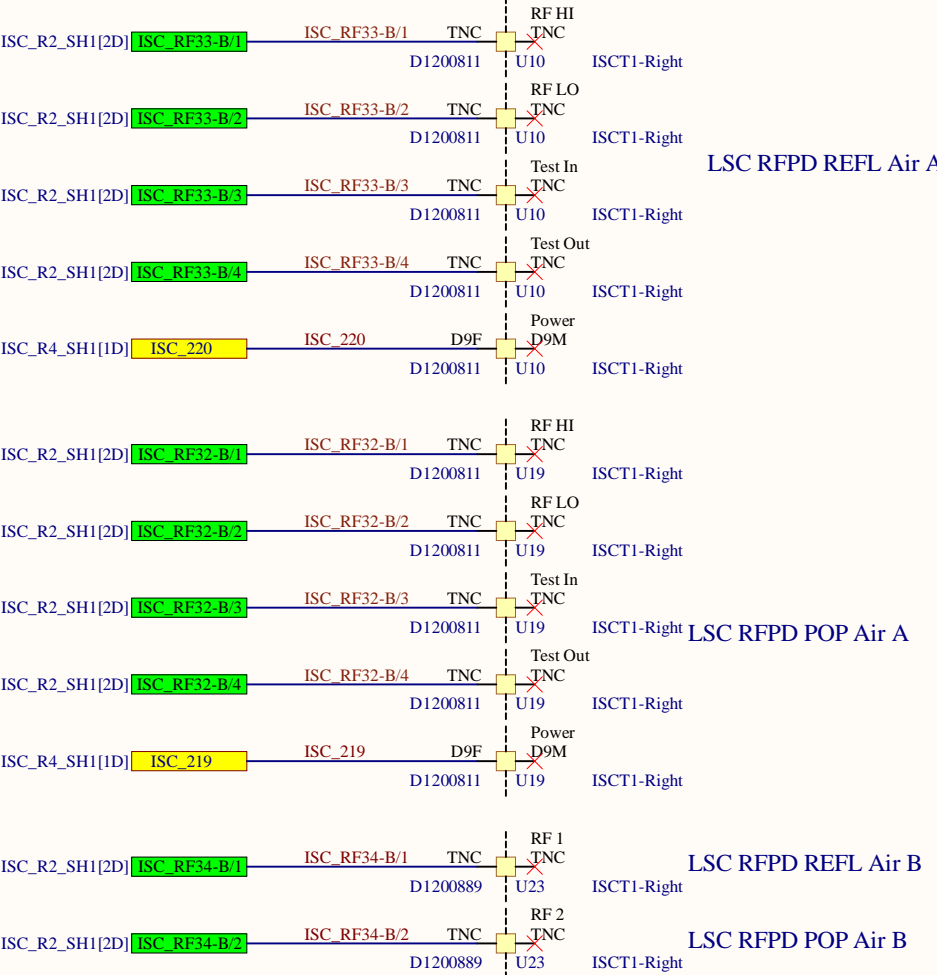 RF HI
ISC_R2_SH1[2D] ISC_RF33-B/1 ISC_RF33-B/1 TNC TNC
D1200811 U10 ISCT1-Right
RF LO
ISC_R2_SH1[2D] ISC_RF33-B/2 ISC_RF33-B/2 TNC TNC
D1200811 U10 ISCT1-Right
LSC RFPD REFL Air A
Test In
ISC_R2_SH1[2D] ISC_RF33-B/3 ISC_RF33-B/3 TNC TNC
D1200811 U10 ISCT1-Right
Test Out
ISC_R2_SH1[2D] ISC_RF33-B/4 ISC_RF33-B/4 TNC TNC
D1200811 U10 ISCT1-Right
Power
ISC_R4_SH1[1D] ISC_220 ISC_220 D9F D9M
D1200811 U10 ISCT1-Right
RF HI
ISC_R2_SH1[2D] ISC_RF32-B/1 ISC_RF32-B/1 TNC TNC
D1200811 U19 ISCT1-Right
RF LO
ISC_R2_SH1[2D] ISC_RF32-B/2 ISC_RF32-B/2 TNC TNC
D1200811 U19 ISCT1-Right
Test In
ISC_R2_SH1[2D] ISC_RF32-B/3 ISC_RF32-B/3 TNC TNC
D1200811 U19 ISCT1-Right LSC RFPD POP Air A
Test Out
ISC_R2_SH1[2D] ISC_RF32-B/4 ISC_RF32-B/4 TNC TNC
D1200811 U19 ISCT1-Right
Power
ISC_R4_SH1[1D] ISC_219 ISC_219 D9F D9M
D1200811 U19 ISCT1-Right
RF 1
ISC_R2_SH1[2D] ISC_RF34-B/1 ISC_RF34-B/1 TNC TNC LSC RFPD REFL Air B
D1200889 U23 ISCT1-Right
RF 2
ISC_R2_SH1[2D] ISC_RF34-B/2 ISC_RF34-B/2 TNC TNC LSC RFPD POP Air B
D1200889 U23 ISCT1-Right